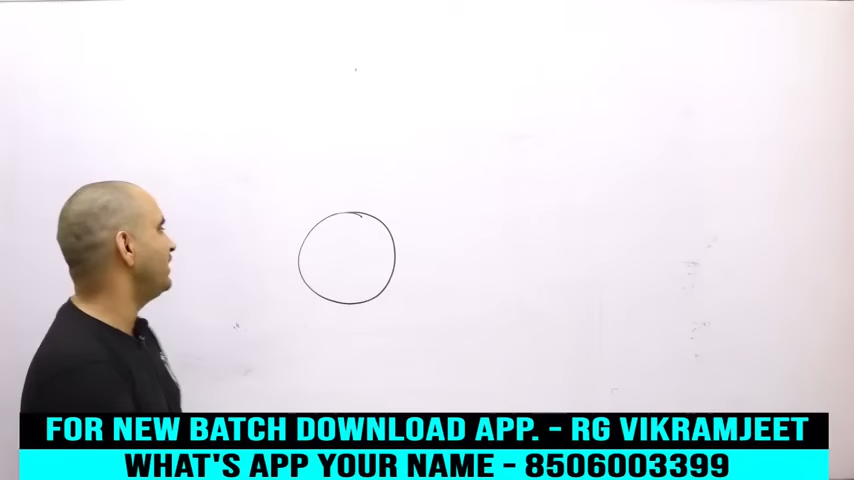 FOR NEW BATCH DOWNLOAD APP. - RG VIKRAMJEET
WHAT'S APP YOUR NAME - 8506003399